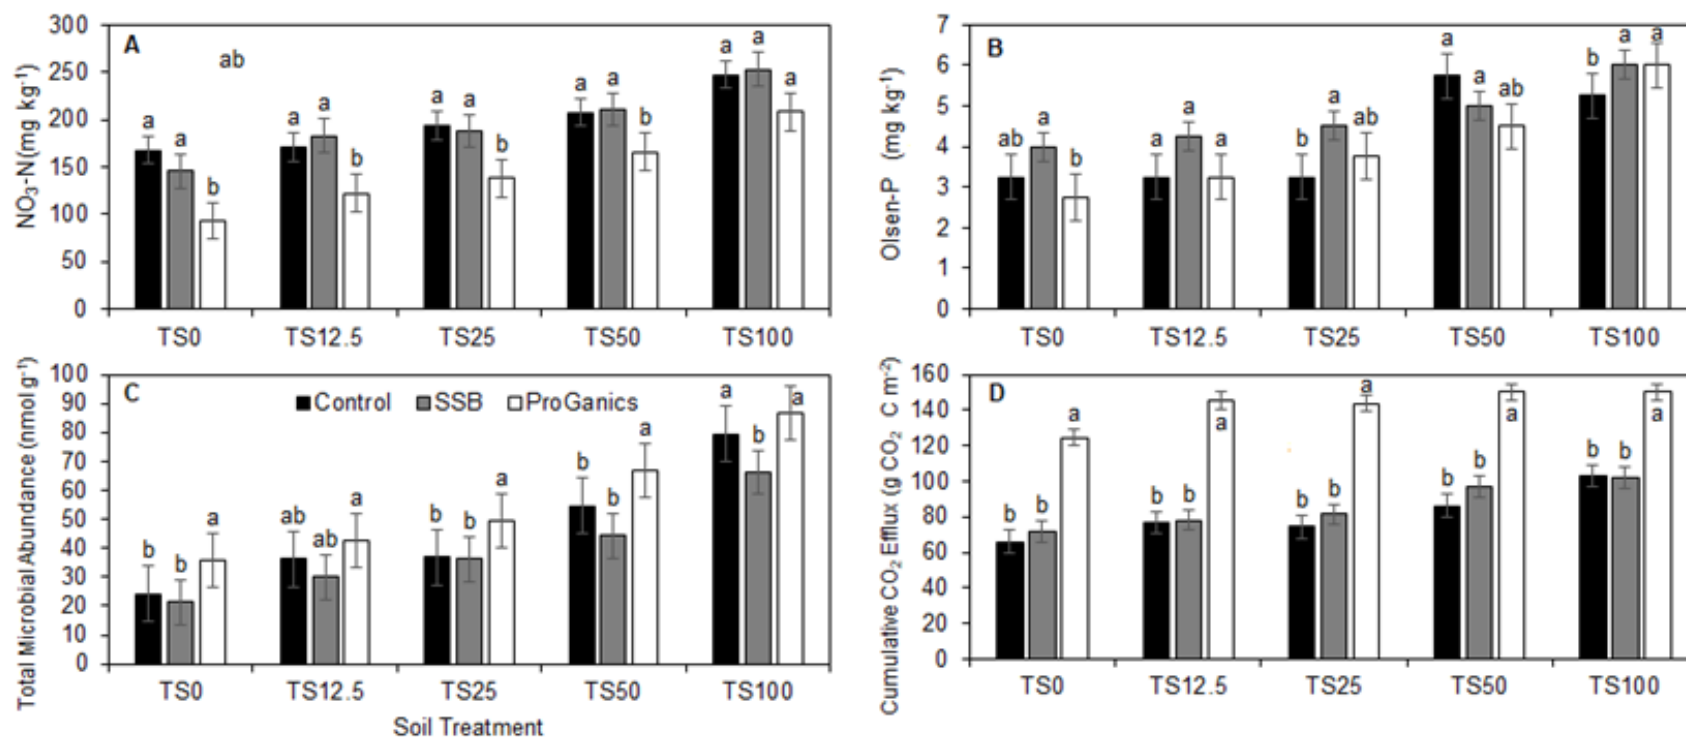 A
NO₃-N(mg kg⁻¹)
300
250
200
150
100
50
0
ab
a a b
a a b
a a b
a a b
a a a
TS0 TS12.5 TS25 TS50 TS100
B
Olsen-P (mg kg⁻¹)
7
6
5
4
3
2
1
0
ab a b
a a a
b a ab
a a ab
b a a
TS0 TS12.5 TS25 TS50 TS100
C
Total Microbial Abundance (nmol g⁻¹)
100
90
80
70
60
50
40
30
20
10
0
Control SSB ProGanics
b b a
ab ab a
b b a
b b a
a b a
TS0 TS12.5 TS25 TS50 TS100
Soil Treatment
D
Cumulative CO₂ Efflux (g CO₂ C m⁻²)
160
140
120
100
80
60
40
20
0
b b a
b b a
b b a
b b a
b b a
TS0 TS12.5 TS25 TS50 TS100